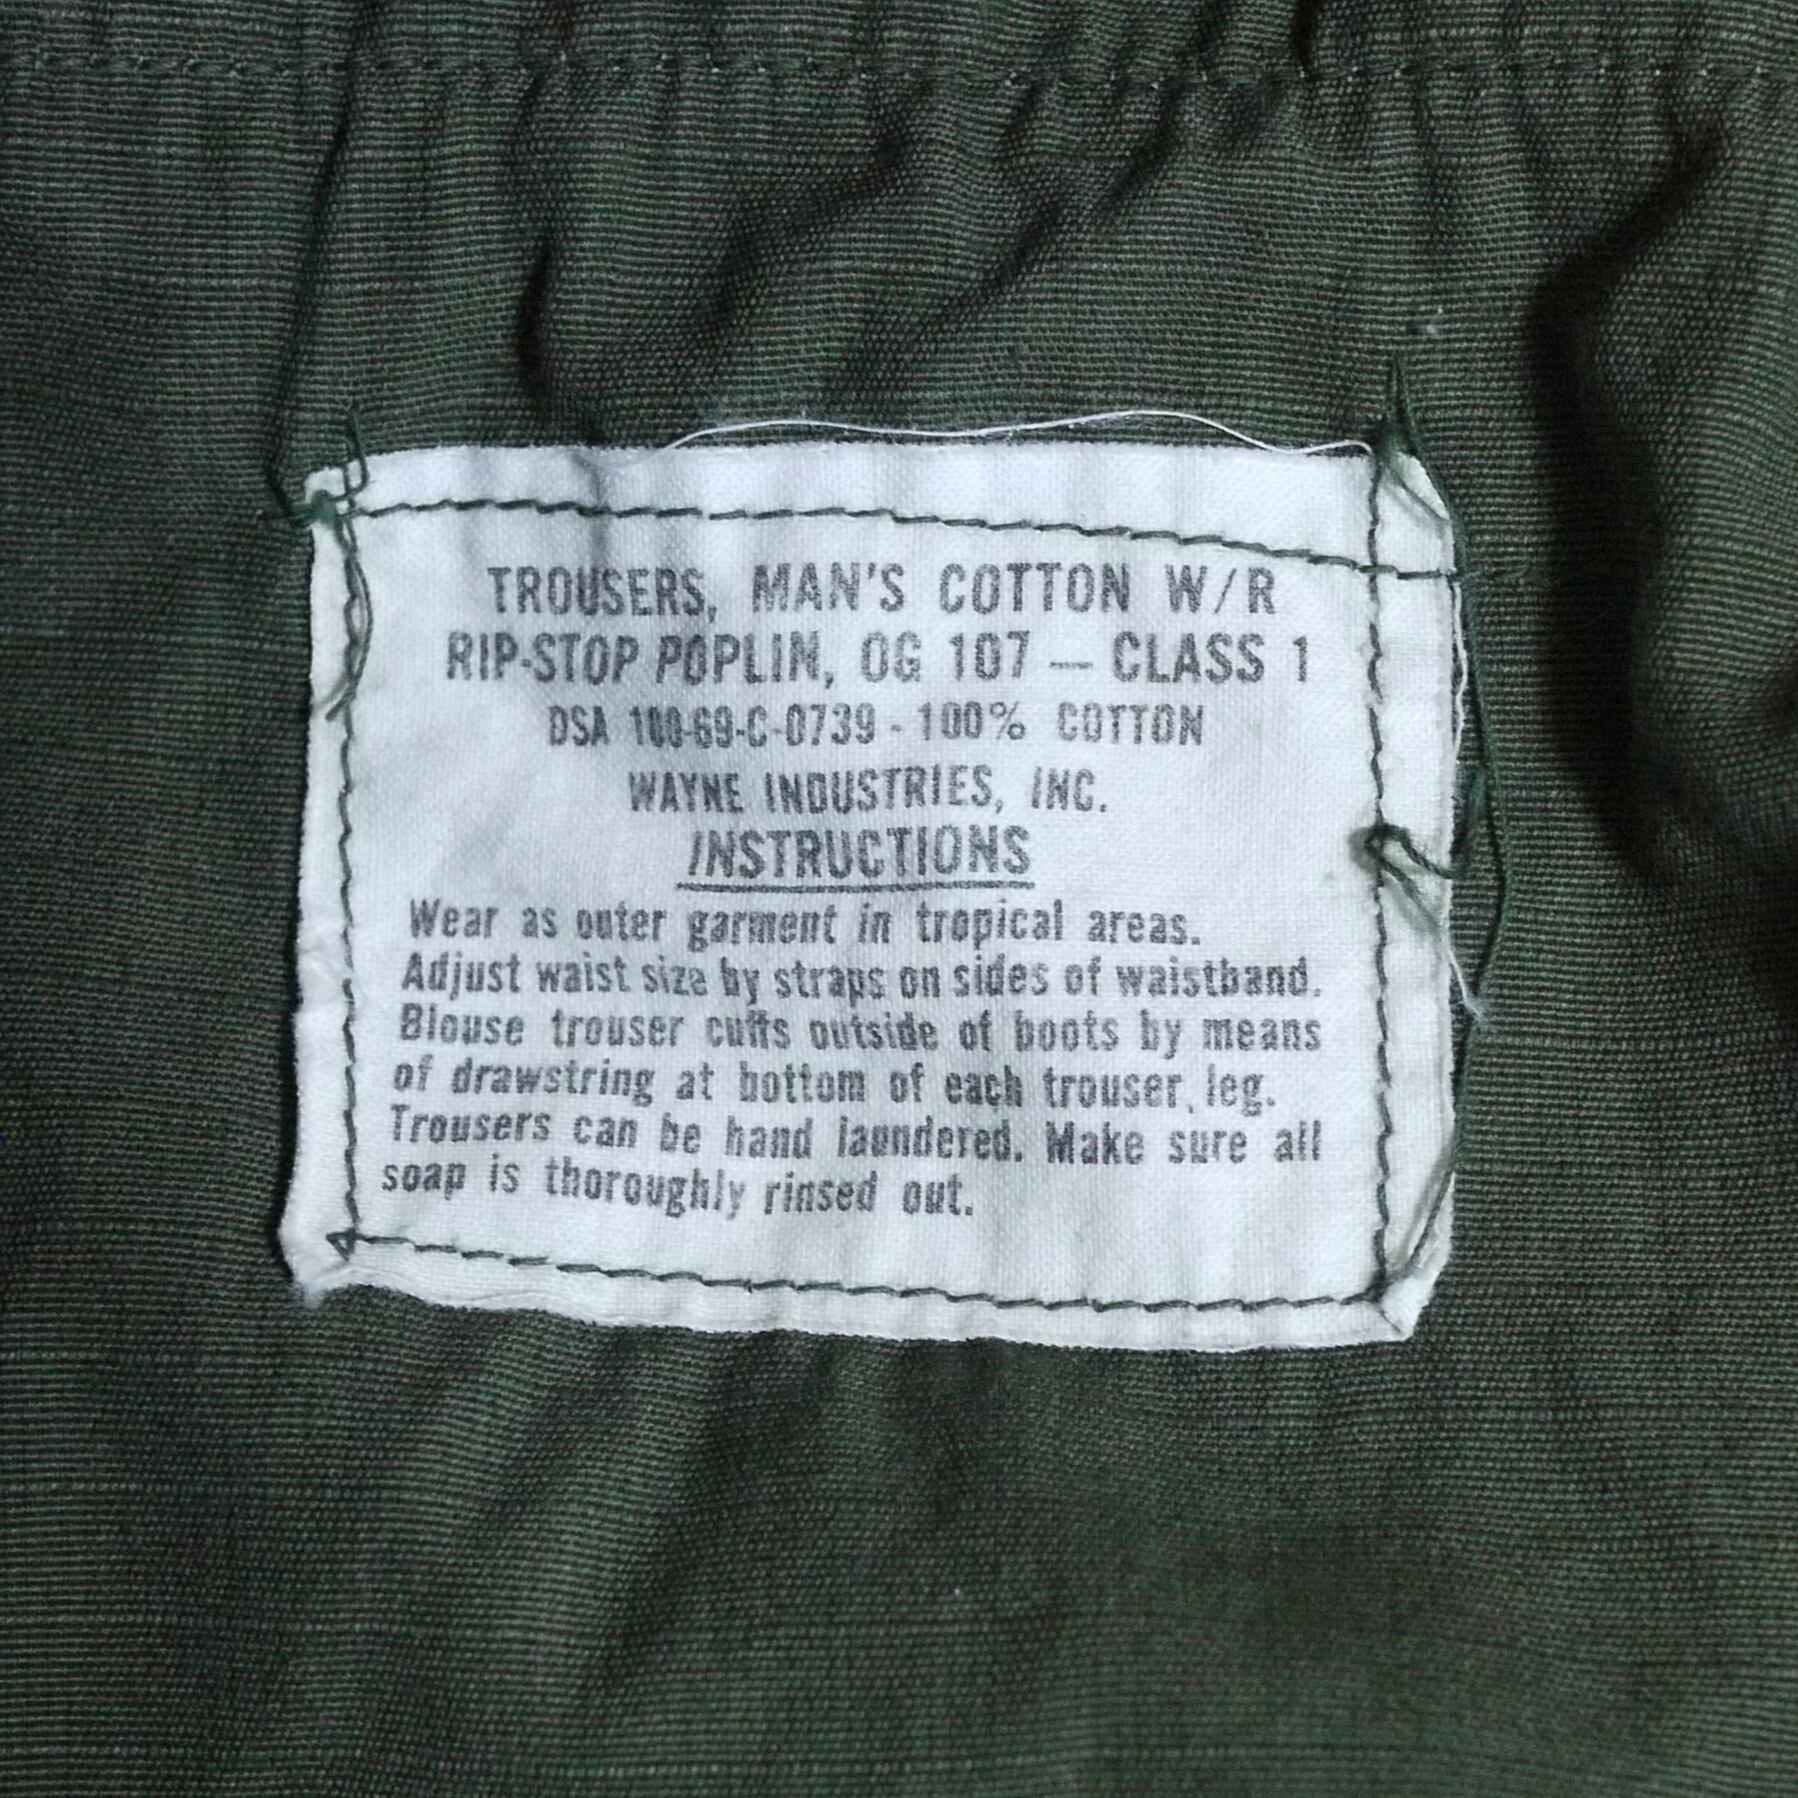 TROUSERS, MAN'S COTTON W/R
RIP-STOP POPLIN, OG 107 — CLASS 1
DSA 100-69-C-0739 - 100% COTTON
WAYNE INDUSTRIES, INC.
INSTRUCTIONS
Wear as outer garment in tropical areas.
Adjust waist size by straps on sides of waistband.
Blouse trouser cuffs outside of boots by means
of drawstring at bottom of each trouser leg.
Trousers can be hand laundered. Make sure all
soap is thoroughly rinsed out.